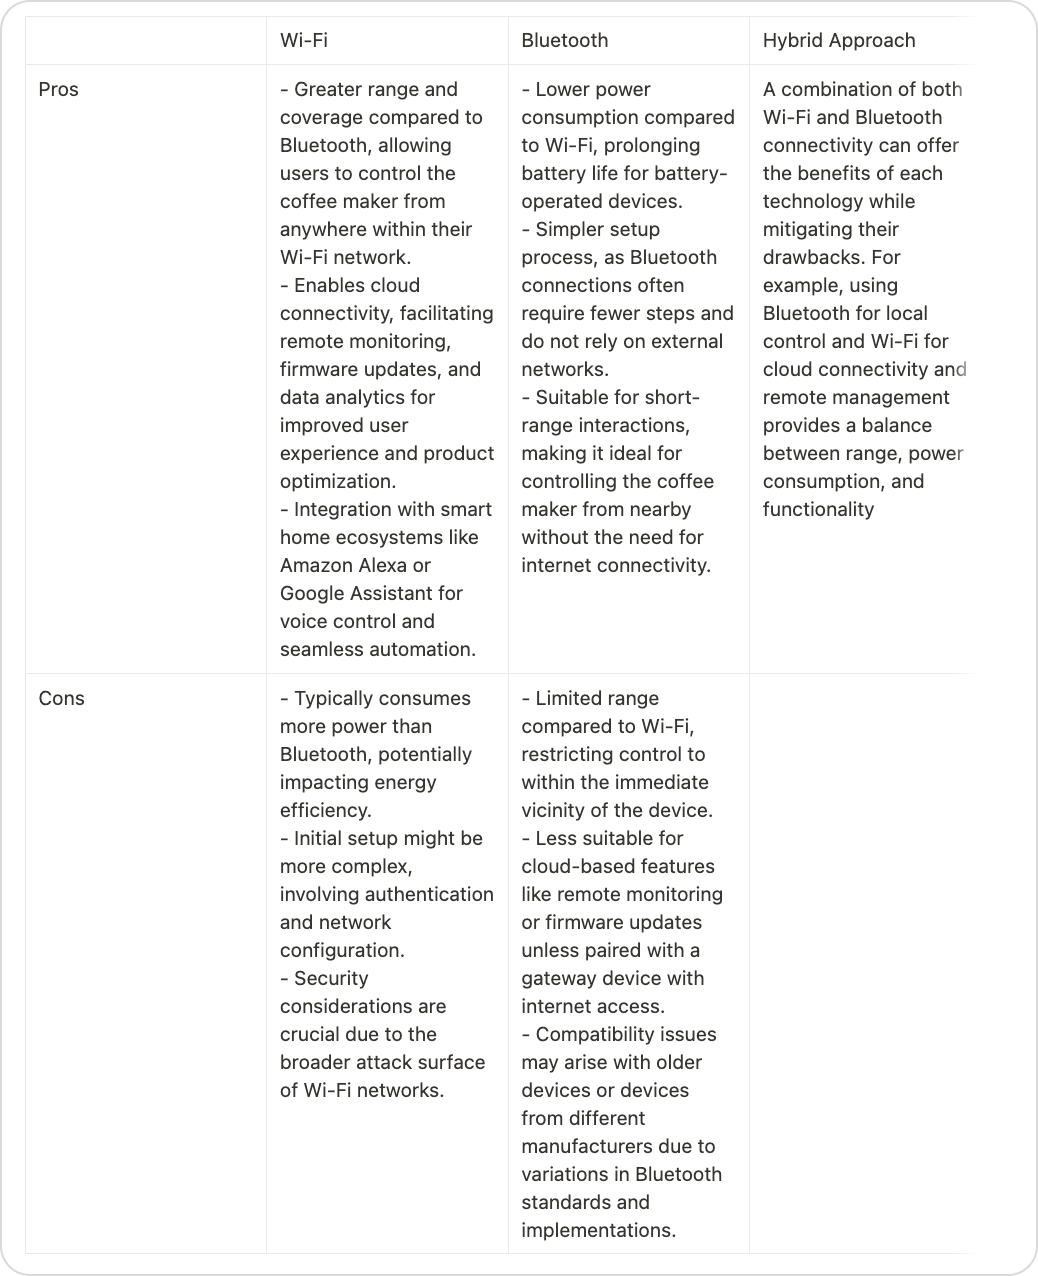 Wi-Fi
Bluetooth
Hybrid Approach
Pros
- Greater range and
coverage compared to
Bluetooth, allowing
users to control the
coffee maker from
anywhere within their
Wi-Fi network.
- Enables cloud
connectivity, facilitating
remote monitoring,
firmware updates, and
data analytics for
improved user
experience and product
optimization.
- Integration with smart
home ecosystems like
Amazon Alexa or
Google Assistant for
voice control and
seamless automation.
- Lower power
consumption compared
to Wi-Fi, prolonging
battery life for battery-
operated devices.
- Simpler setup
process, as Bluetooth
connections often
require fewer steps and
do not rely on external
networks.
- Suitable for short-
range interactions,
making it ideal for
controlling the coffee
maker from nearby
without the need for
internet connectivity.
A combination of both
Wi-Fi and Bluetooth
connectivity can offer
the benefits of each
technology while
mitigating their
drawbacks. For
example, using
Bluetooth for local
control and Wi-Fi for
cloud connectivity and
remote management
provides a balance
between range, power
consumption, and
functionality
Cons
- Typically consumes
more power than
Bluetooth, potentially
impacting energy
efficiency.
- Initial setup might be
more complex,
involving authentication
and network
configuration.
- Security
considerations are
crucial due to the
broader attack surface
of Wi-Fi networks.
- Limited range
compared to Wi-Fi,
restricting control to
within the immediate
vicinity of the device.
- Less suitable for
cloud-based features
like remote monitoring
or firmware updates
unless paired with a
gateway device with
internet access.
- Compatibility issues
may arise with older
devices or devices
from different
manufacturers due to
variations in Bluetooth
standards and
implementations.